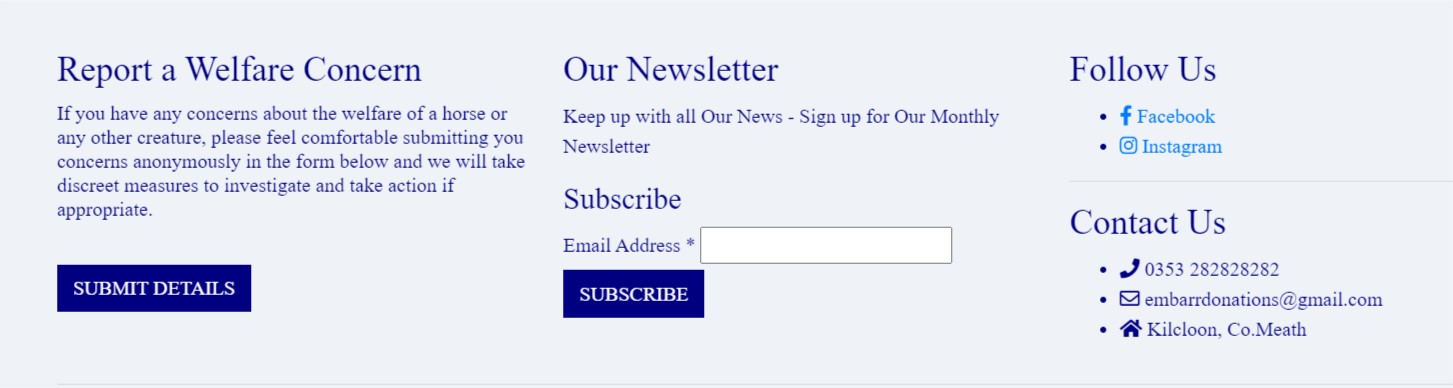 Report a Welfare Concern
If you have any concerns about the welfare of a horse or
any other creature, please feel comfortable submitting you
concerns anonymously in the form below and we will take
discreet measures to investigate and take action if
appropriate.
SUBMIT DETAILS
Our Newsletter
Keep up with all Our News - Sign up for Our Monthly
Newsletter
Subscribe
Email Address *
SUBSCRIBE
Follow Us
Facebook
Instagram
Contact Us
0353 282828282
embarrdonations@gmail.com
Kilcloon, Co.Meath